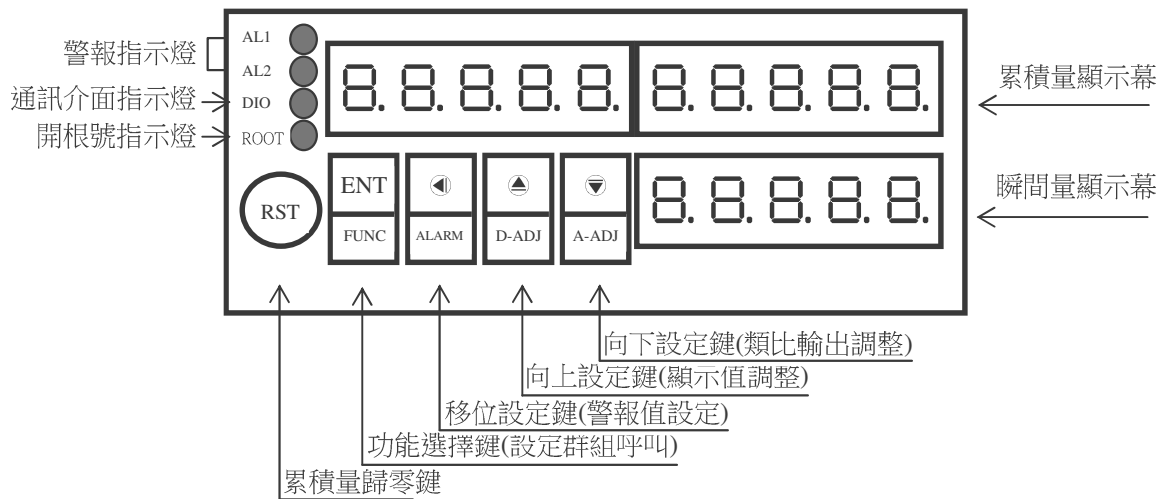 AL1
AL2
DIO
ROOT
警報指示燈
通訊介面指示燈
開根號指示燈
8.8.8.8.8.8.8.8.8.8.
累積量顯示幕
RST
ENT
FUNC
ALARM
D-ADJ
A-ADJ
8.8.8.8.8.
瞬間量顯示幕
向下設定鍵(類比輸出調整)
向上設定鍵(顯示值調整)
移位設定鍵(警報值設定)
功能選擇鍵(設定群組呼叫)
累積量歸零鍵